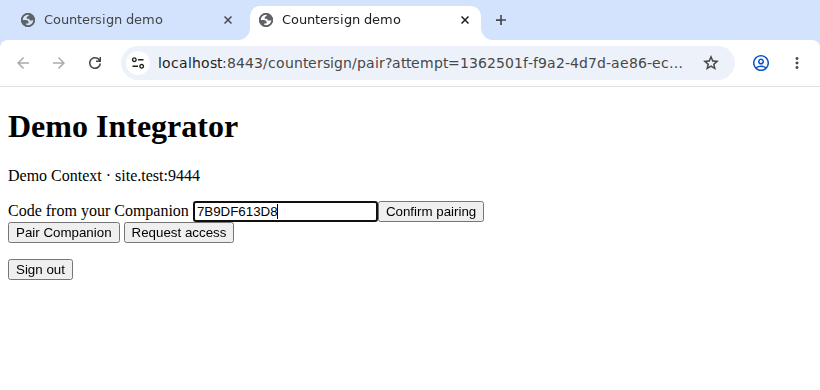 Countersign demo
Countersign demo
localhost:8443/countersign/pair?attempt=1362501f-f9a2-4d7d-ae86-ec...
Demo Integrator
Demo Context · site.test:9444
Code from your Companion 7B9DF613D8 Confirm pairing
Pair Companion Request access
Sign out